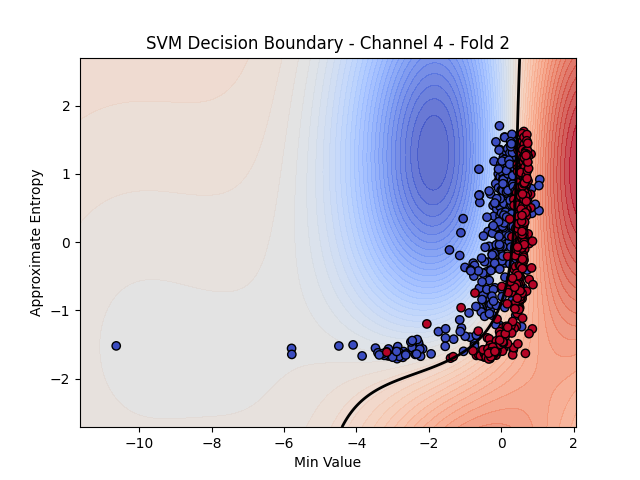 SVM Decision Boundary - Channel 4 - Fold 2
2
1
0
−1
−2
Approximate Entropy
−10 −8 −6 −4 −2 0 2
Min Value